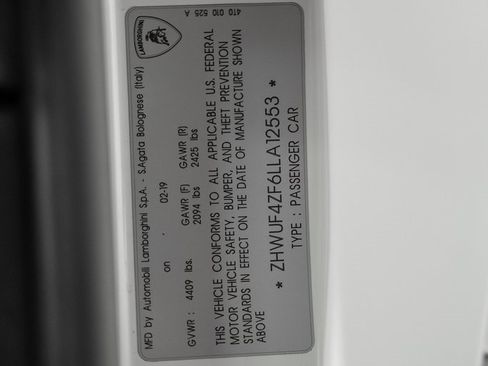 LAMBORGHINI
4T0 010 525 A
MFD by Automobili Lamborghini S.p.A. - S.Agata Bolognese (Italy)
on . 02-19
GAWR (F) GAWR (R)
GVWR : 4409 lbs. 2094 lbs 2425 lbs
THIS VEHICLE CONFORMS TO ALL APPLICABLE U.S. FEDERAL
MOTOR VEHICLE SAFETY, BUMPER, AND THEFT PREVENTION
STANDARDS IN EFFECT ON THE DATE OF MANUFACTURE SHOWN
ABOVE
* ZHWUF4ZF6LLA12553 *
TYPE : PASSENGER CAR